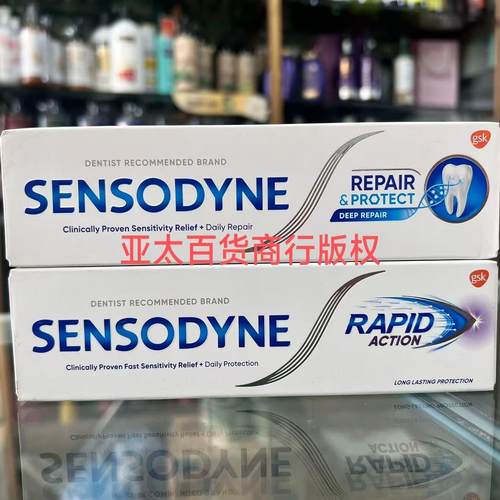 DENTIST RECOMMENDED BRAND
SENSODYNE
Clinically Proven Sensitivity Relief + Daily Repair
REPAIR
& PROTECT
DEEP REPAIR
gsk
亚太百货商行版权
DENTIST RECOMMENDED BRAND
SENSODYNE
Clinically Proven Fast Sensitivity Relief + Daily Protection
RAPID
ACTION
LONG LASTING PROTECTION
gsk